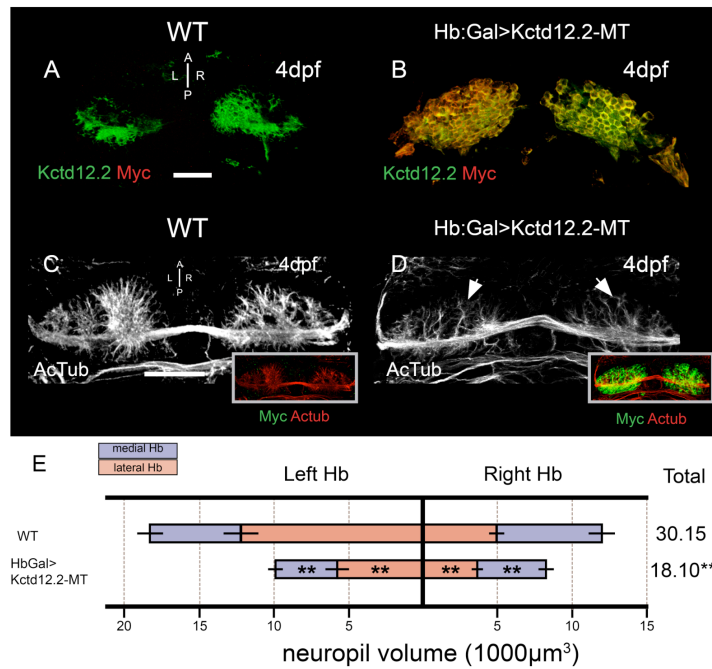 WT
Hb:Gal>Kctd12.2-MT
A
A
L R
P
4dpf
B
4dpf
Kctd12.2 Myc
Kctd12.2 Myc
WT
Hb:Gal>Kctd12.2-MT
C
A
L R
P
4dpf
D
4dpf
AcTub
AcTub
Myc Actub
Myc Actub
E
medial Hb
lateral Hb
Left Hb
Right Hb
Total
WT
30.15
HbGal>
Kctd12.2-MT
** ** ** **
18.10**
20 15 10 5 5 10 15
neuropil volume (1000µm³)